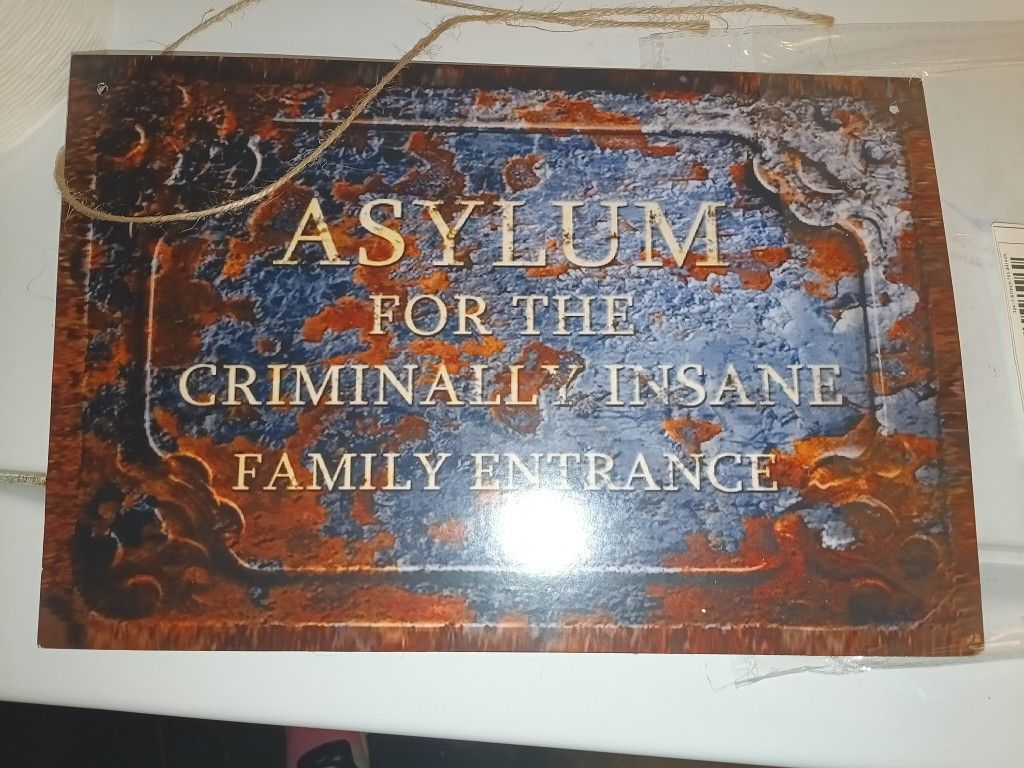 ASYLUM
FOR THE
CRIMINALLY INSANE
FAMILY ENTRANCE